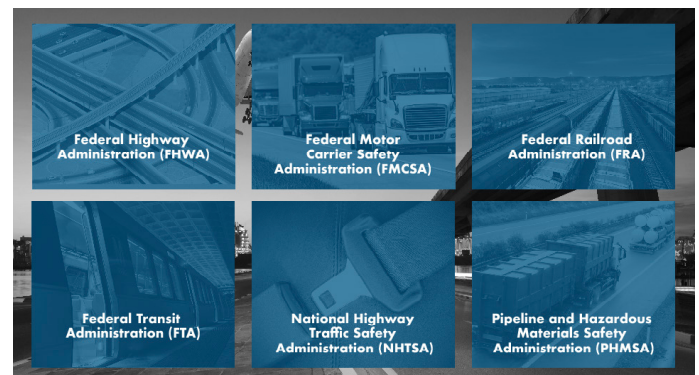 Federal Highway
Administration (FHWA)
Federal Motor
Carrier Safety
Administration (FMCSA)
Federal Railroad
Administration (FRA)
Federal Transit
Administration (FTA)
National Highway
Traffic Safety
Administration (NHTSA)
Pipeline and Hazardous
Materials Safety
Administration (PHMSA)